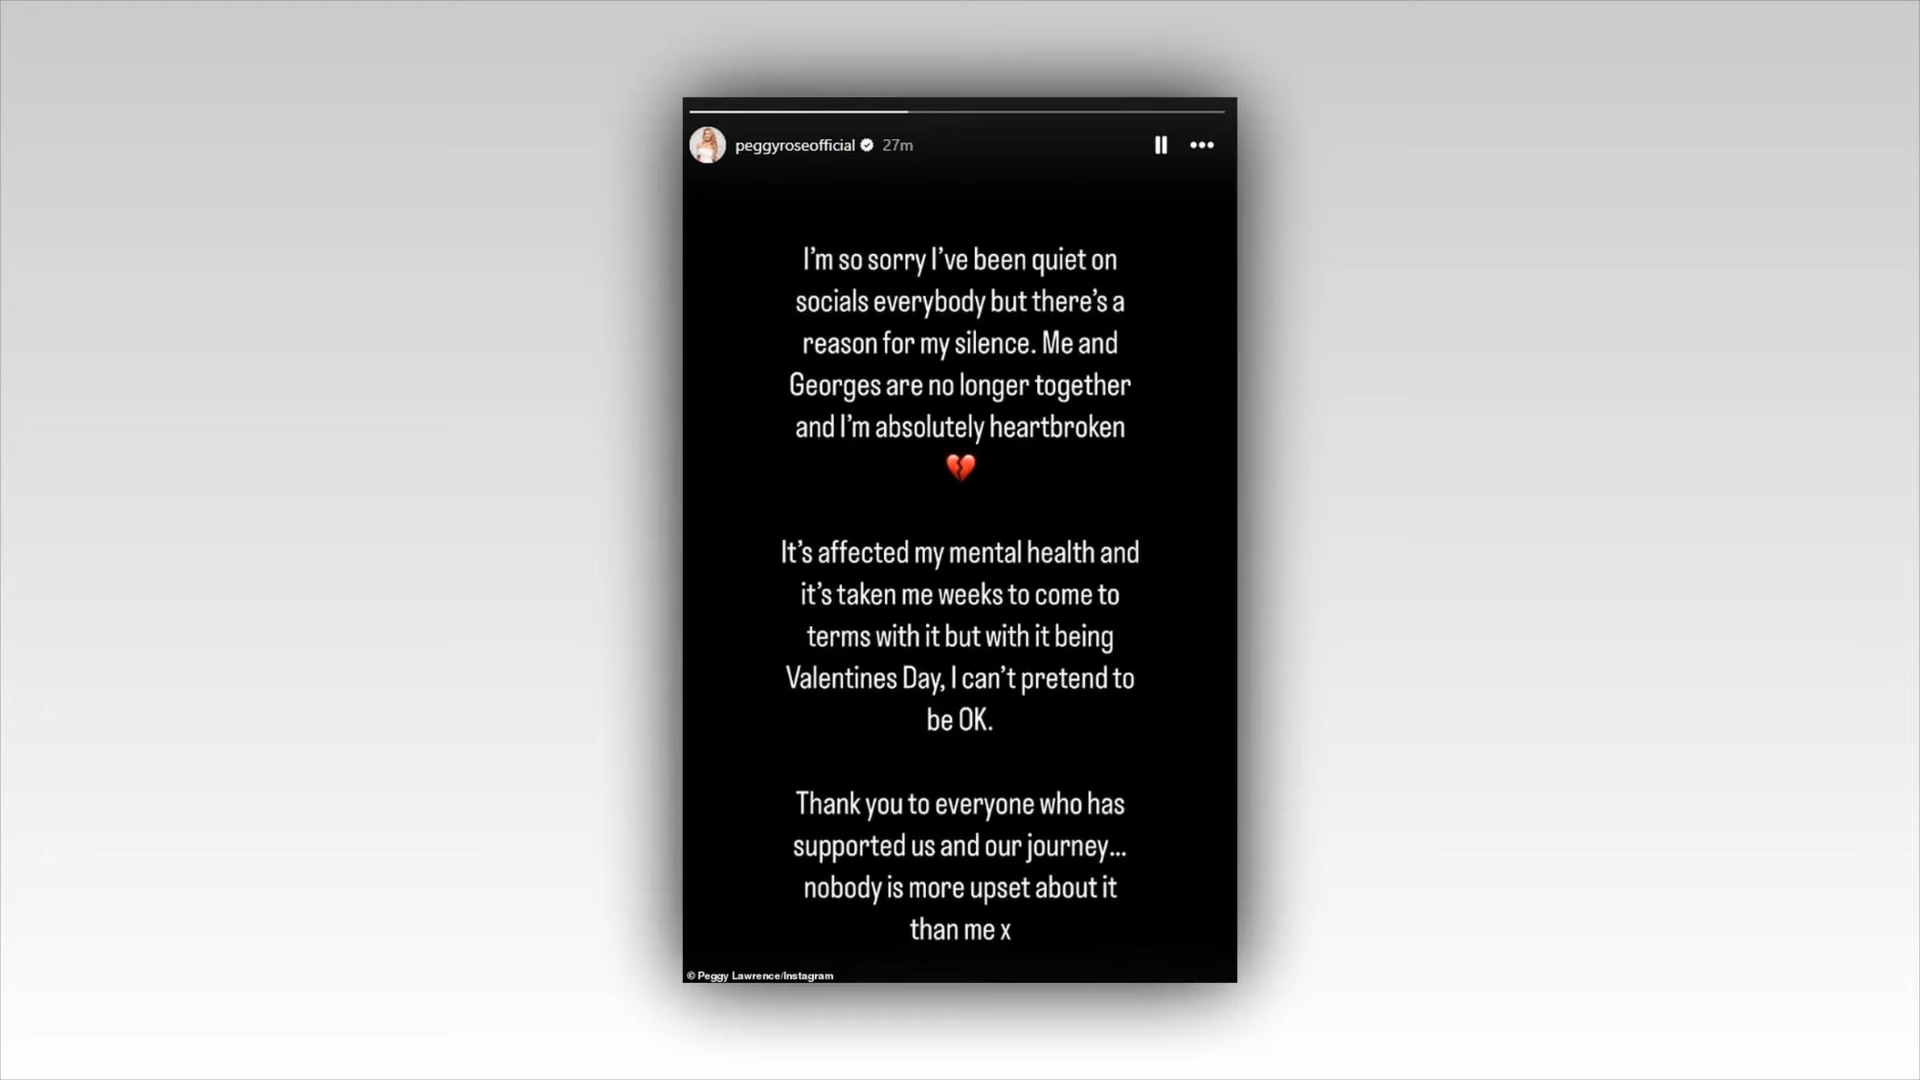 peggyroseofficial 27m
I’m so sorry I’ve been quiet on
socials everybody but there’s a
reason for my silence. Me and
Georges are no longer together
and I’m absolutely heartbroken
💔
It’s affected my mental health and
it’s taken me weeks to come to
terms with it but with it being
Valentines Day, I can’t pretend to
be OK.
Thank you to everyone who has
supported us and our journey...
nobody is more upset about it
than me x
© Peggy Lawrence/Instagram